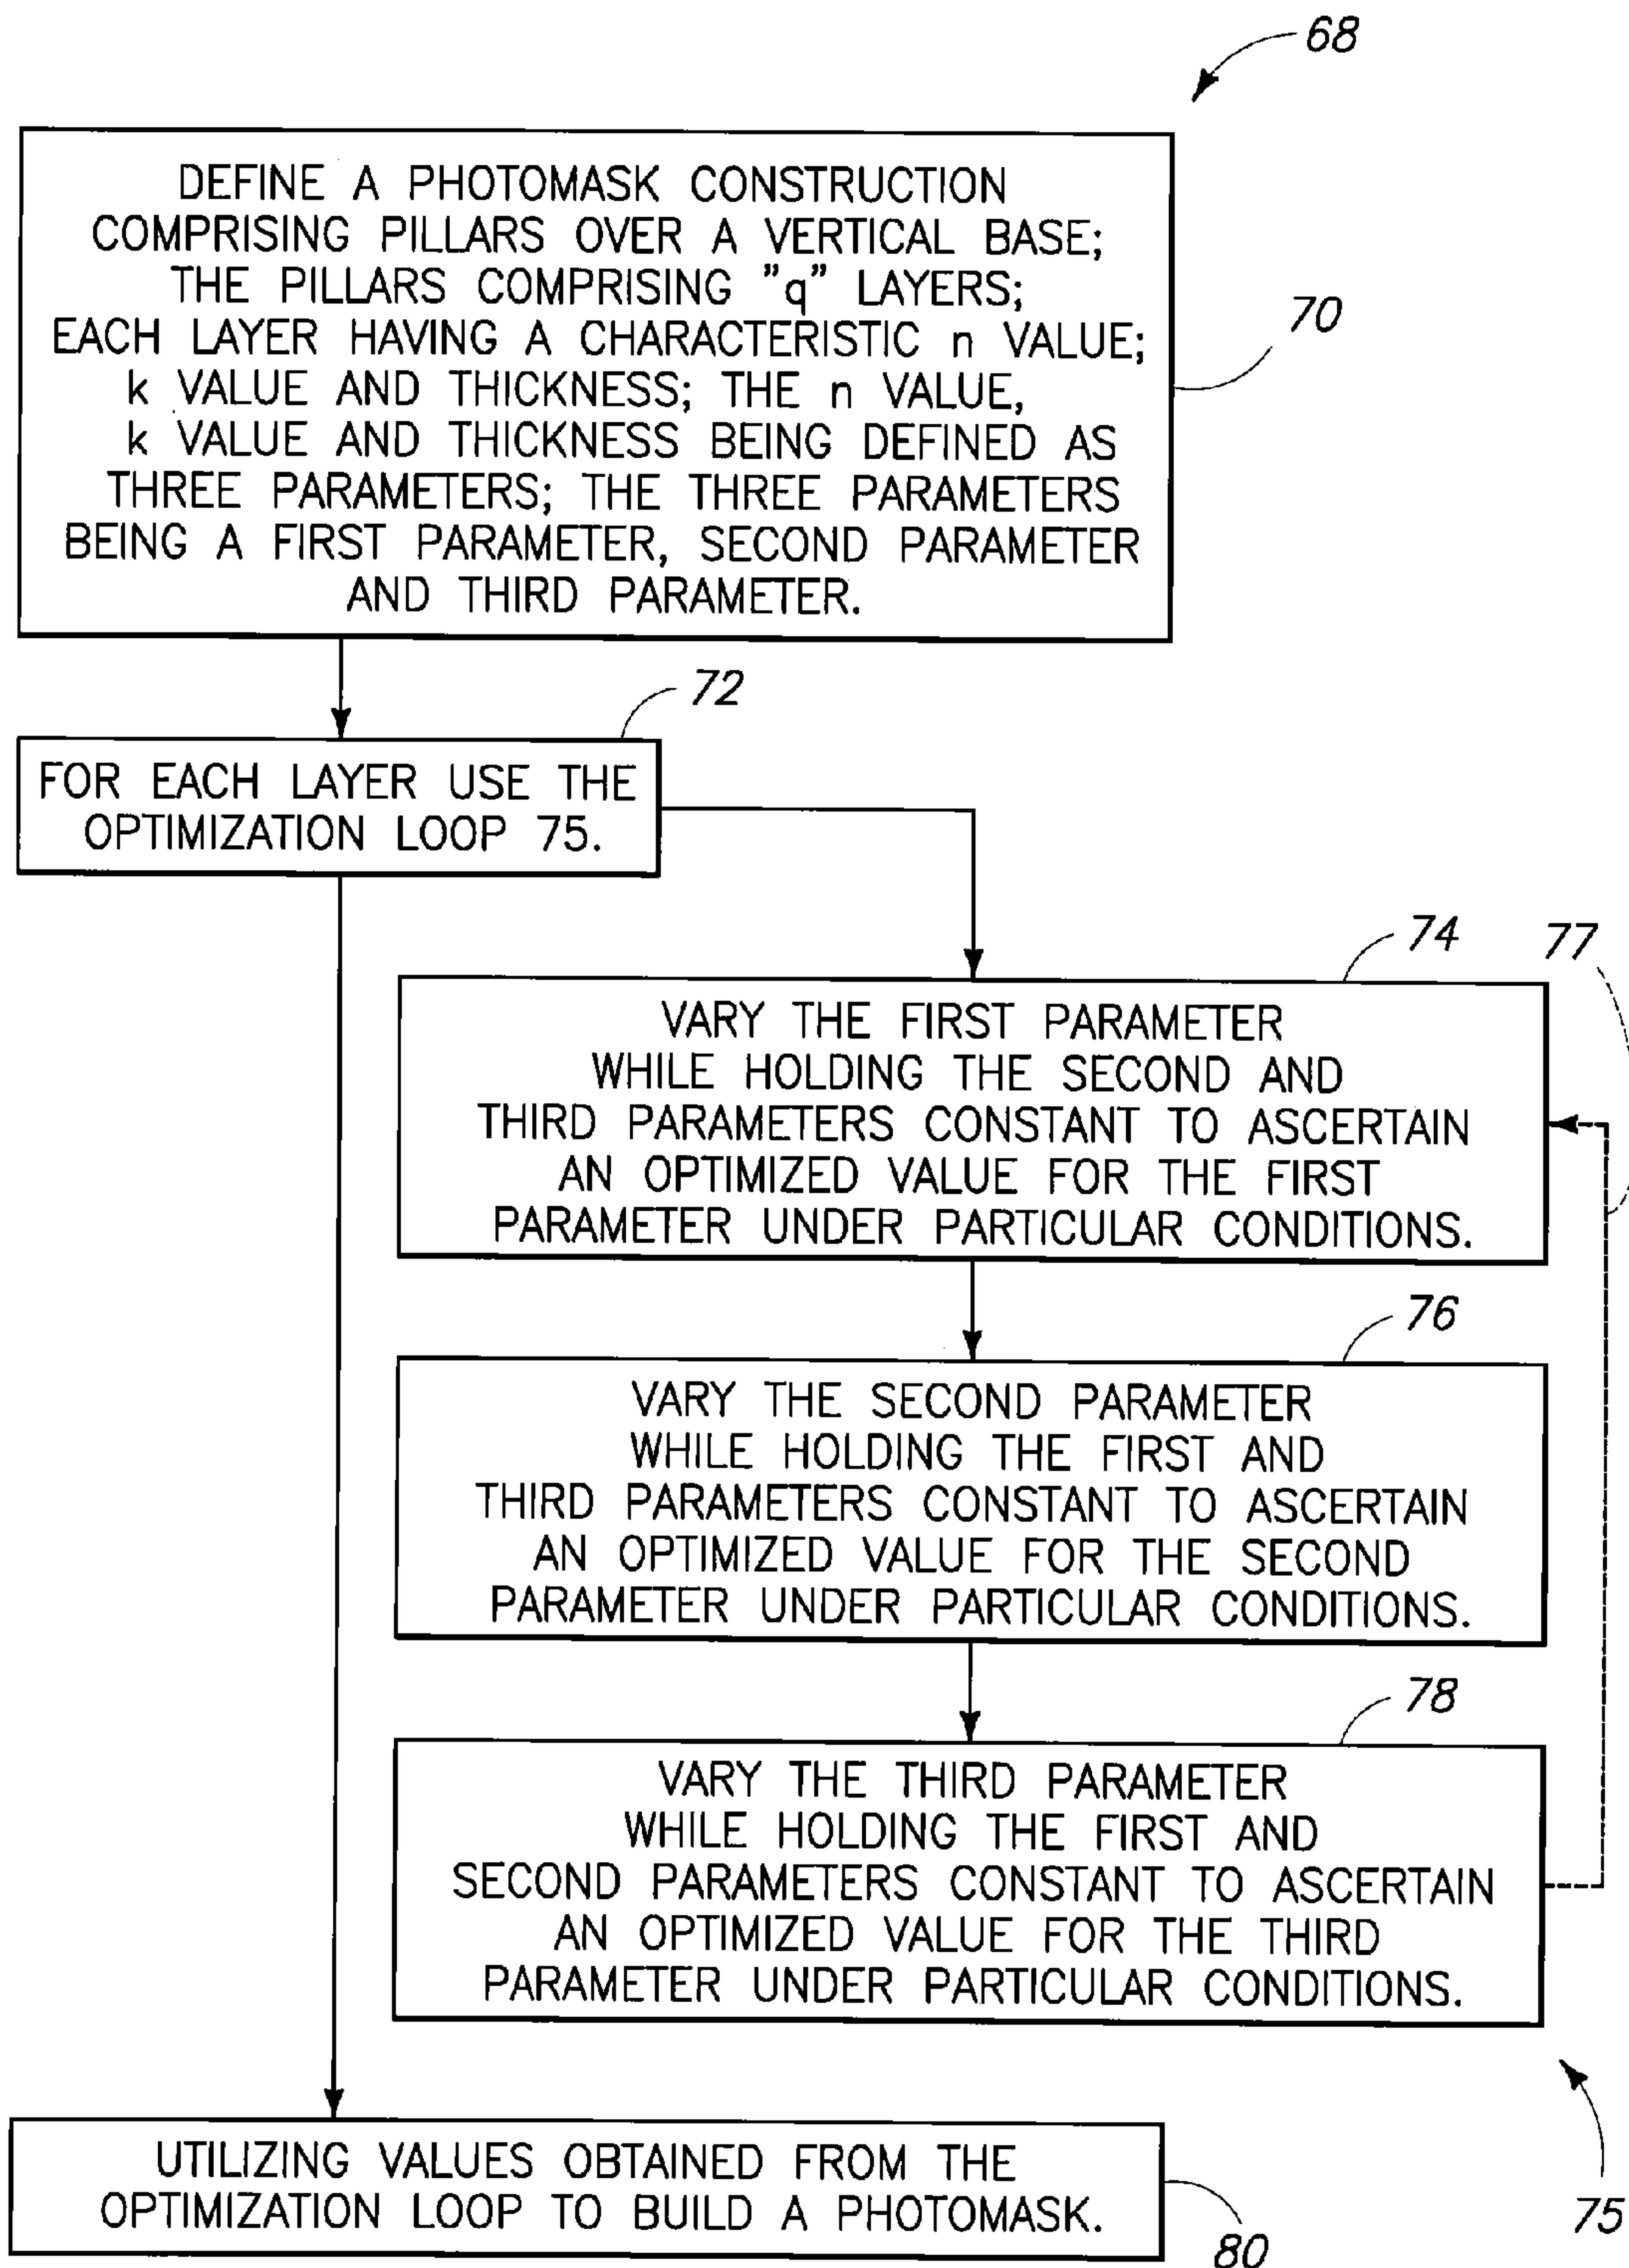 68
DEFINE A PHOTOMASK CONSTRUCTION
COMPRISING PILLARS OVER A VERTICAL BASE;
THE PILLARS COMPRISING "q" LAYERS;
EACH LAYER HAVING A CHARACTERISTIC n VALUE;
k VALUE AND THICKNESS; THE n VALUE,
k VALUE AND THICKNESS BEING DEFINED AS
THREE PARAMETERS; THE THREE PARAMETERS
BEING A FIRST PARAMETER, SECOND PARAMETER
AND THIRD PARAMETER.
70
72
FOR EACH LAYER USE THE
OPTIMIZATION LOOP 75.
74
77
VARY THE FIRST PARAMETER
WHILE HOLDING THE SECOND AND
THIRD PARAMETERS CONSTANT TO ASCERTAIN
AN OPTIMIZED VALUE FOR THE FIRST
PARAMETER UNDER PARTICULAR CONDITIONS.
76
VARY THE SECOND PARAMETER
WHILE HOLDING THE FIRST AND
THIRD PARAMETERS CONSTANT TO ASCERTAIN
AN OPTIMIZED VALUE FOR THE SECOND
PARAMETER UNDER PARTICULAR CONDITIONS.
78
VARY THE THIRD PARAMETER
WHILE HOLDING THE FIRST AND
SECOND PARAMETERS CONSTANT TO ASCERTAIN
AN OPTIMIZED VALUE FOR THE THIRD
PARAMETER UNDER PARTICULAR CONDITIONS.
75
UTILIZING VALUES OBTAINED FROM THE
OPTIMIZATION LOOP TO BUILD A PHOTOMASK.
80